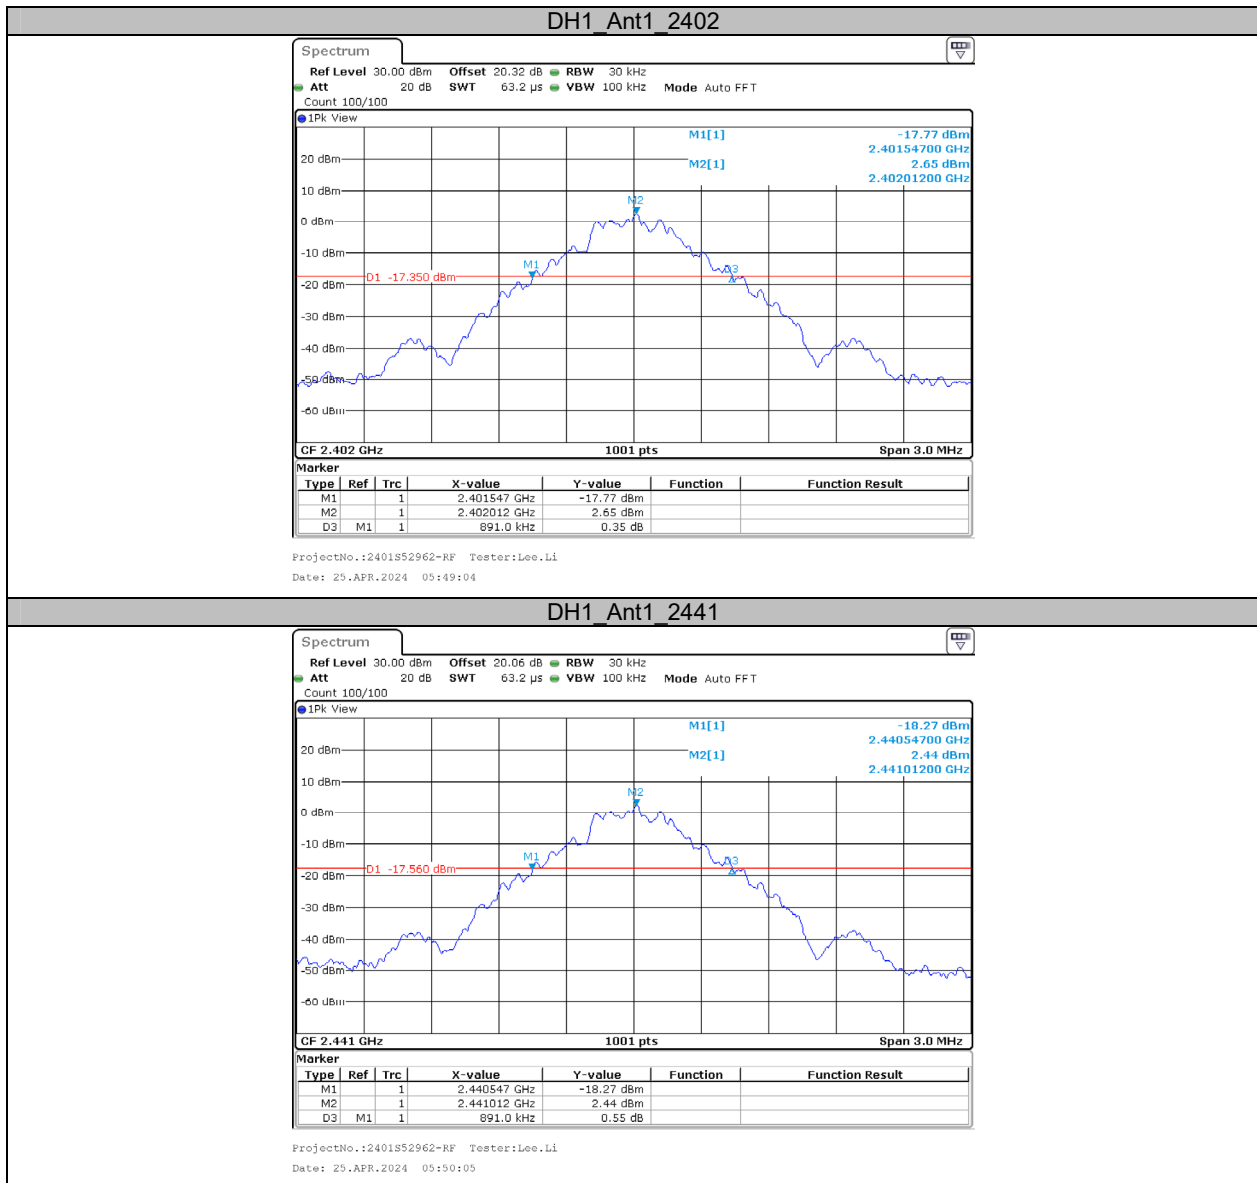 DH1_Ant1_2402
Spectrum
Ref Level 30.00 dBm Offset 20.32 dB RBW 30 kHz
Att 20 dB SWT 63.2 µs VBW 100 kHz Mode Auto FFT
Count 100/100
1Pk View
M1[1] -17.77 dBm
2.40154700 GHz
20 dBm
M2[1] 2.65 dBm
2.40201200 GHz
10 dBm
M2
0 dBm
-10 dBm
M1
D3
D1 -17.350 dBm
-20 dBm
-30 dBm
-40 dBm
-50 dBm
-60 dBm
CF 2.402 GHz 1001 pts Span 3.0 MHz
Marker
Type Ref Trc X-value Y-value Function Function Result
M1 1 2.401547 GHz -17.77 dBm
M2 1 2.402012 GHz 2.65 dBm
D3 M1 1 891.0 kHz 0.35 dB
ProjectNo.:2401S52962-RF Tester:Lee.Li
Date: 25.APR.2024 05:49:04
DH1_Ant1_2441
Spectrum
Ref Level 30.00 dBm Offset 20.06 dB RBW 30 kHz
Att 20 dB SWT 63.2 µs VBW 100 kHz Mode Auto FFT
Count 100/100
1Pk View
M1[1] -18.27 dBm
2.44054700 GHz
20 dBm
M2[1] 2.44 dBm
2.44101200 GHz
10 dBm
M2
0 dBm
-10 dBm
M1
D3
D1 -17.560 dBm
-20 dBm
-30 dBm
-40 dBm
-50 dBm
-60 dBm
CF 2.441 GHz 1001 pts Span 3.0 MHz
Marker
Type Ref Trc X-value Y-value Function Function Result
M1 1 2.440547 GHz -18.27 dBm
M2 1 2.441012 GHz 2.44 dBm
D3 M1 1 891.0 kHz 0.55 dB
ProjectNo.:2401S52962-RF Tester:Lee.Li
Date: 25.APR.2024 05:50:05